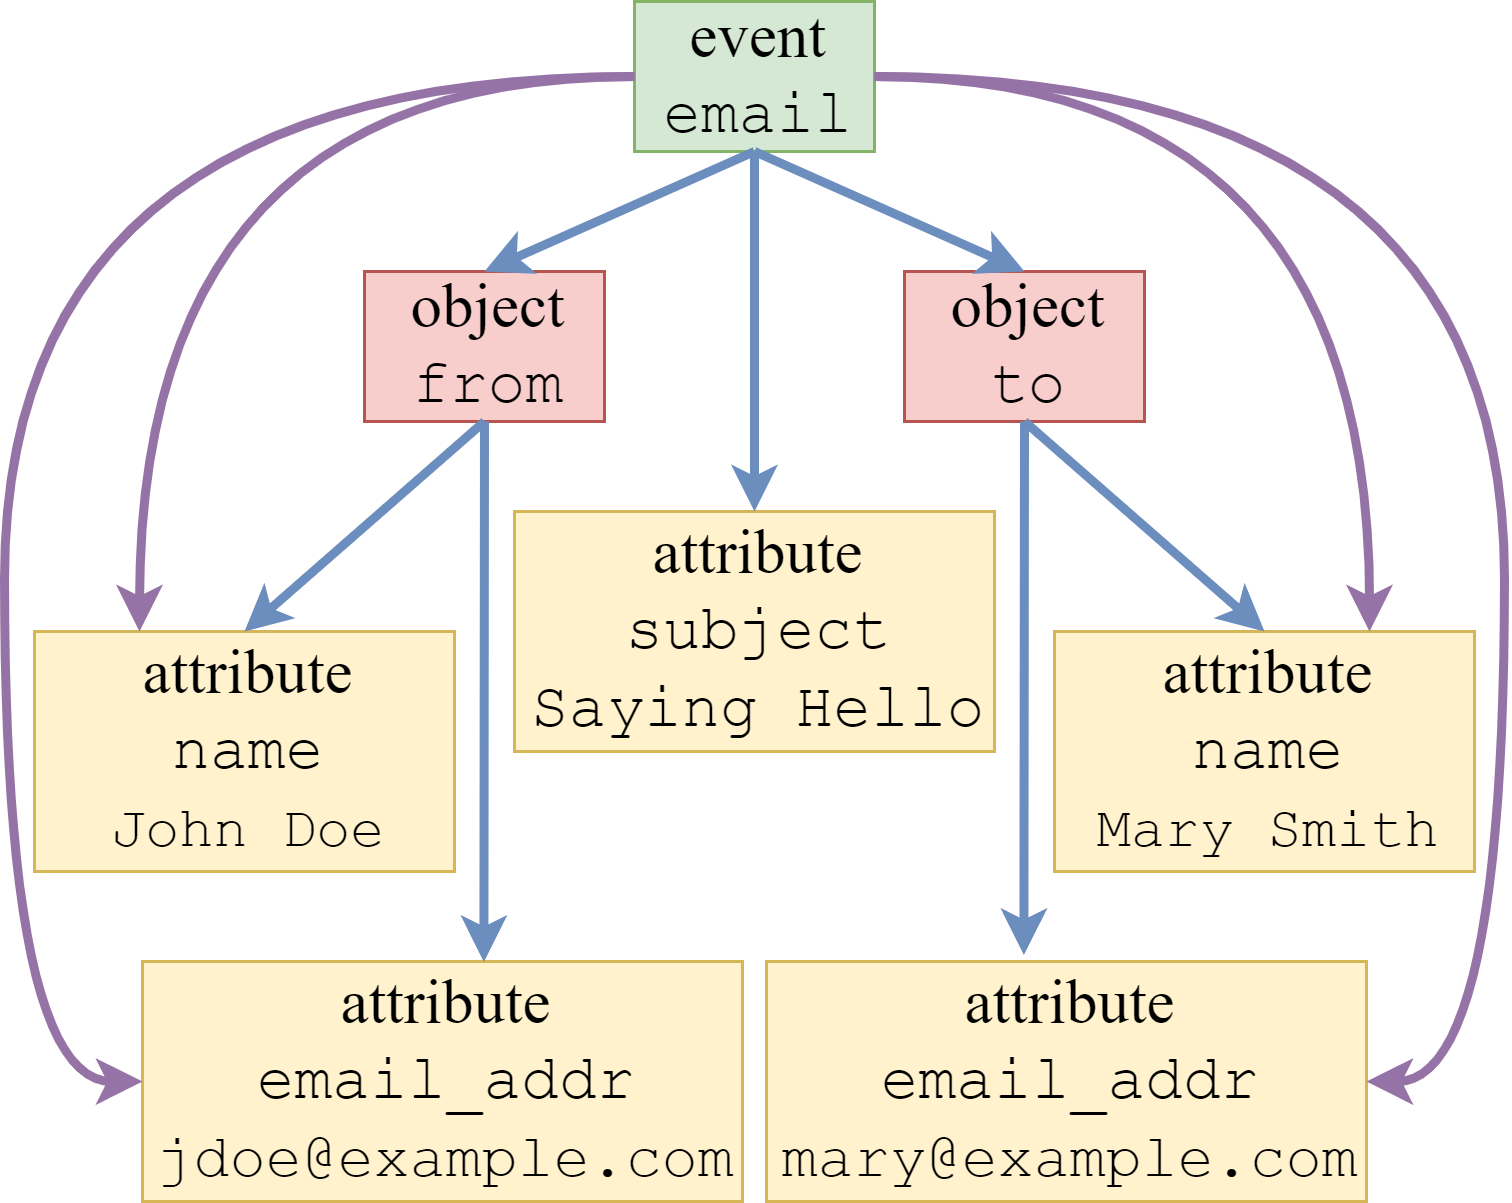 event
email
object
from
object
to
attribute
subject
Saying Hello
attribute
name
John Doe
attribute
name
Mary Smith
attribute
email_addr
jdoe@example.com
attribute
email_addr
mary@example.com